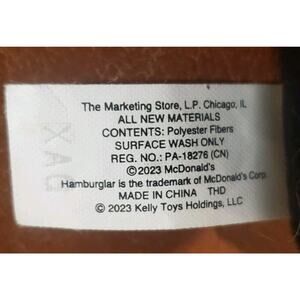 The Marketing Store, L.P. Chicago, IL
ALL NEW MATERIALS
CONTENTS: Polyester Fibers
SURFACE WASH ONLY
REG. NO.: PA-18276 (CN)
©2023 McDonald's
Hamburglar is the trademark of McDonald's Corp.
MADE IN CHINA THD
© 2023 Kelly Toys Holdings, LLC